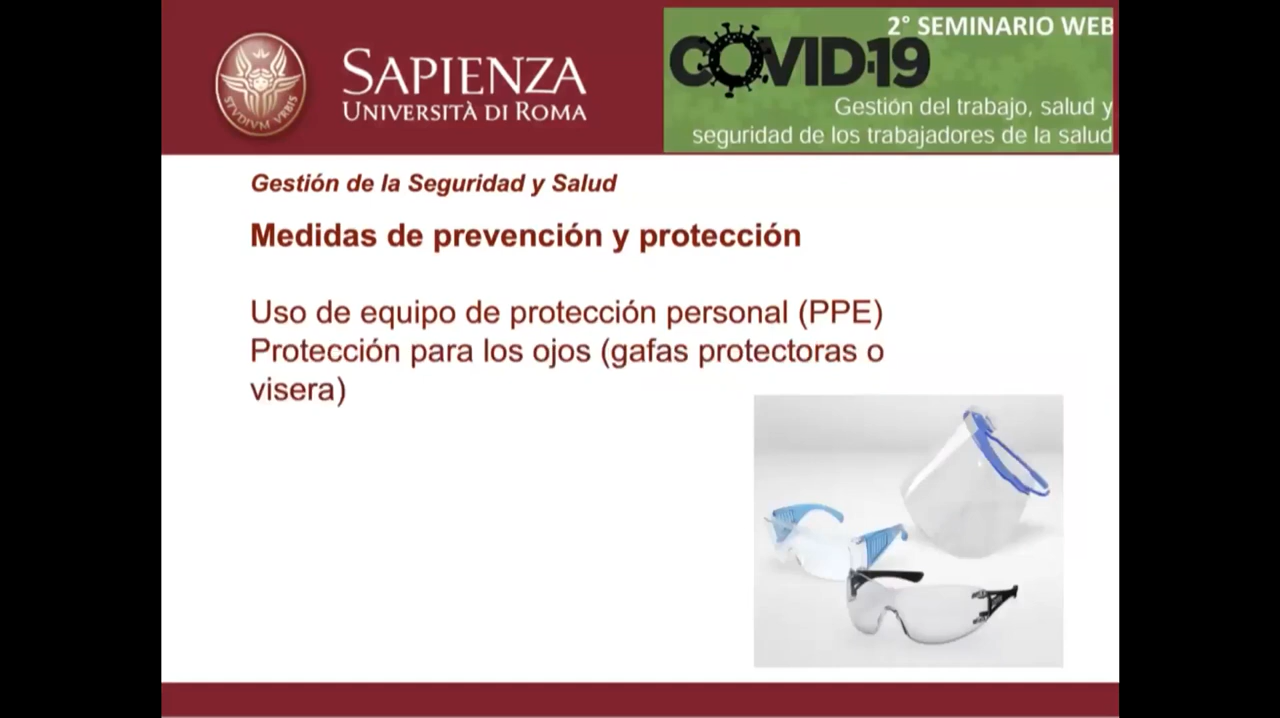 SAPIENZA
UNIVERSITÀ DI ROMA
STVDIVM VRBIS
2° SEMINARIO WEB
COVID-19
Gestión del trabajo, salud y
seguridad de los trabajadores de la salud
Gestión de la Seguridad y Salud
Medidas de prevención y protección
Uso de equipo de protección personal (PPE)
Protección para los ojos (gafas protectoras o
visera)